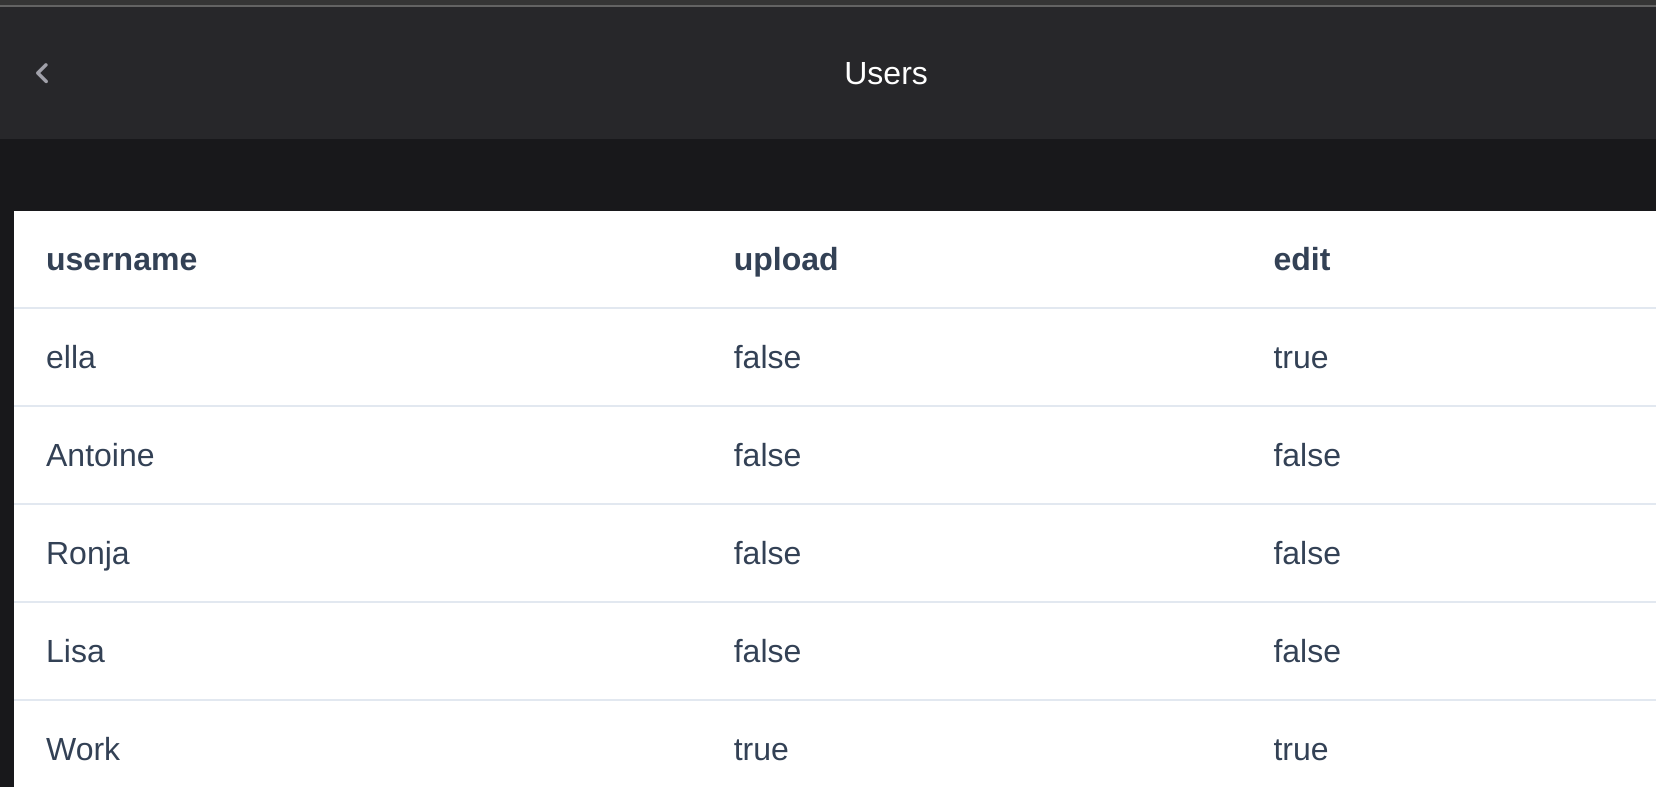 Users
username upload edit
ella false true
Antoine false false
Ronja false false
Lisa false false
Work true true